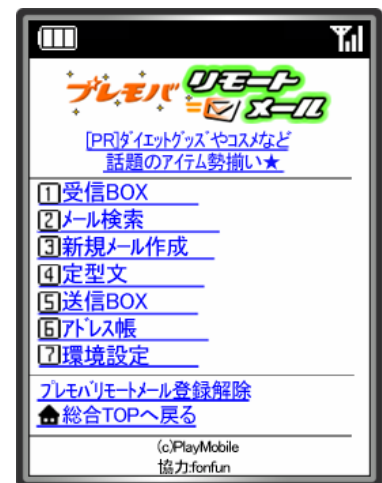 プレモバ リモート
メール
[PR]ﾀﾞｲｴｯﾄｸﾞｯｽﾞやｺｽﾒなど
話題のｱｲﾃﾑ勢揃い★
1受信BOX
2ﾒｰﾙ検索
3新規ﾒｰﾙ作成
4定型文
5送信BOX
6ｱﾄﾞﾚｽ帳
7環境設定
ﾌﾟﾚﾓﾊﾞﾘﾓｰﾄﾒｰﾙ登録解除
総合TOPへ戻る
(c)PlayMobile
協力:fonfun